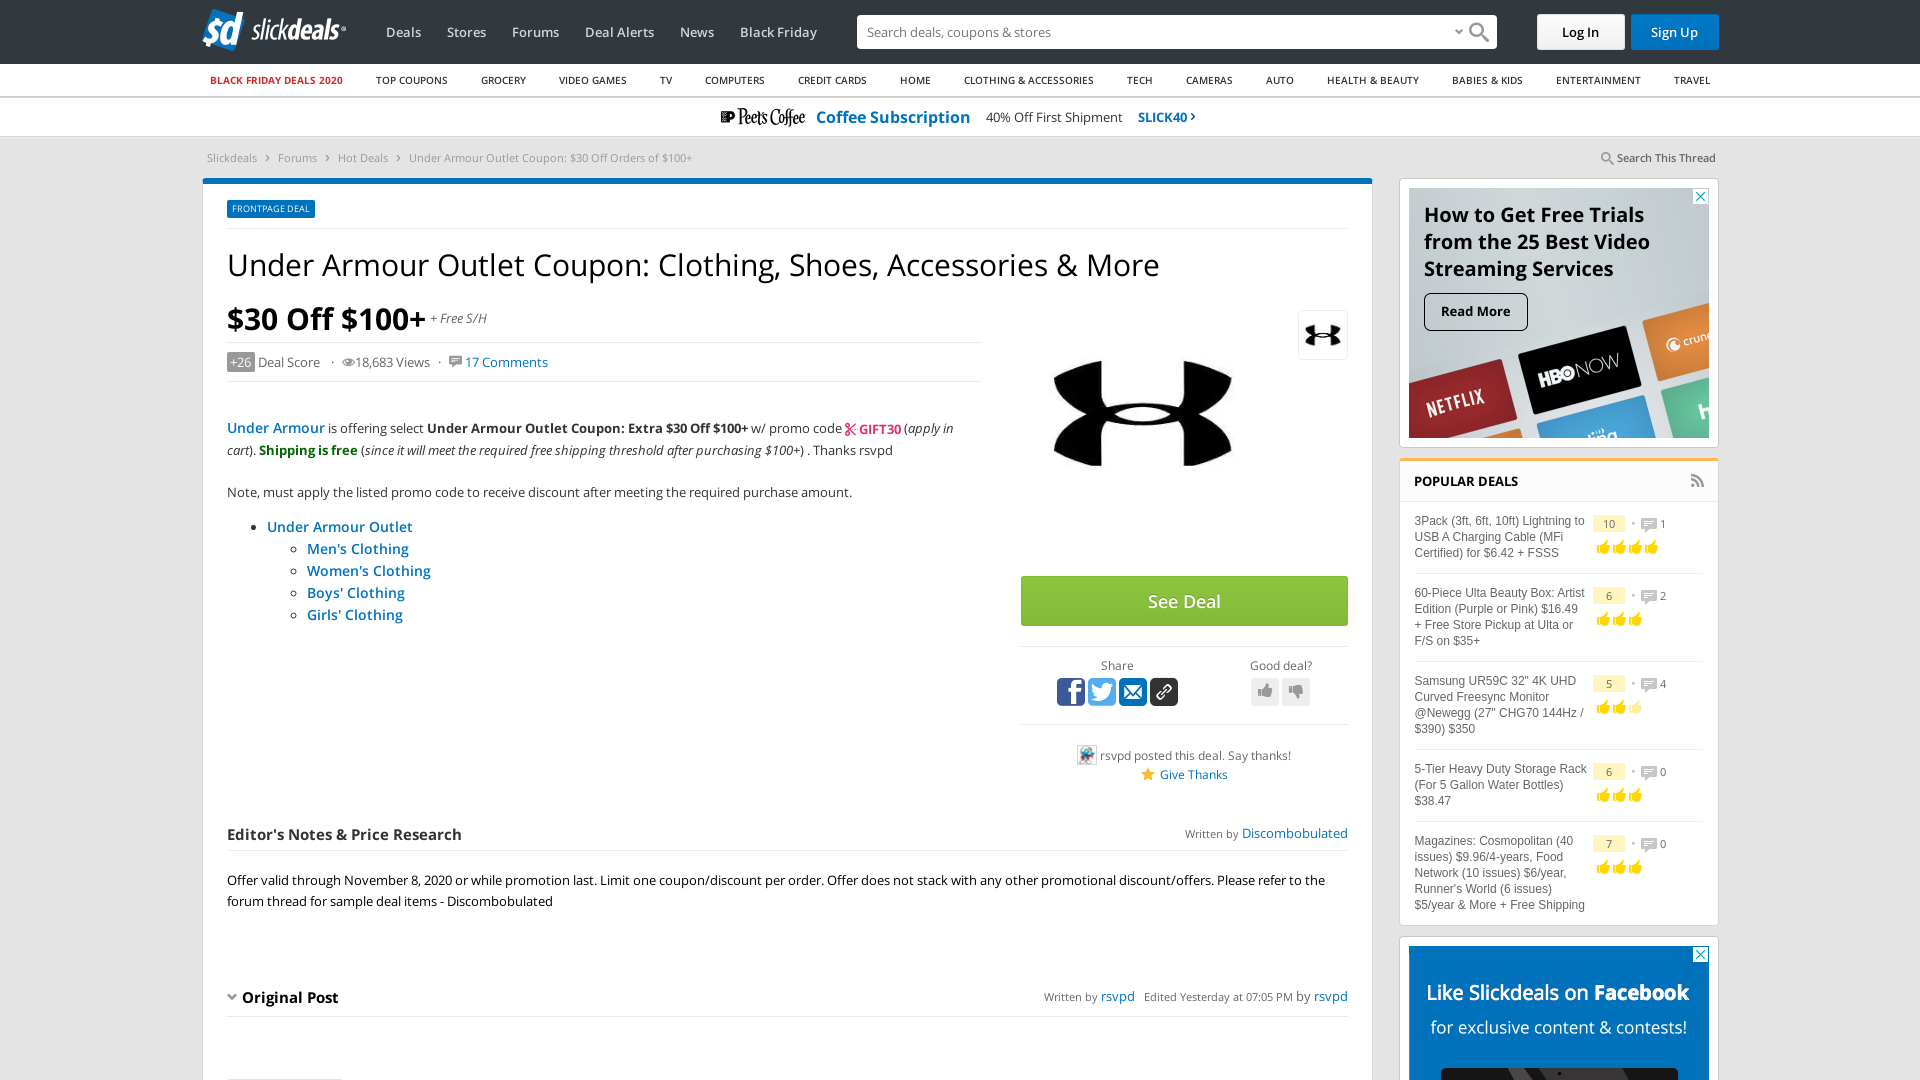 slickdeals
Deals
Stores
Forums
Deal Alerts
News
Black Friday
Search deals, coupons & stores
Log In
Sign Up
BLACK FRIDAY DEALS 2020
TOP COUPONS
GROCERY
VIDEO GAMES
TV
COMPUTERS
CREDIT CARDS
HOME
CLOTHING & ACCESSORIES
TECH
CAMERAS
AUTO
HEALTH & BEAUTY
BABIES & KIDS
ENTERTAINMENT
TRAVEL
Peet's Coffee Coffee Subscription 40% Off First Shipment SLICK40
Slickdeals > Forums > Hot Deals > Under Armour Outlet Coupon: $30 Off Orders of $100+
Search This Thread
FRONTPAGE DEAL
Under Armour Outlet Coupon: Clothing, Shoes, Accessories & More
$30 Off $100+ + Free S/H
+26 Deal Score · 18,683 Views · 17 Comments
Under Armour is offering select Under Armour Outlet Coupon: Extra $30 Off $100+ w/ promo code GIFT30 (apply in
cart). Shipping is free (since it will meet the required free shipping threshold after purchasing $100+) . Thanks rsvpd
Note, must apply the listed promo code to receive discount after meeting the required purchase amount.
Under Armour Outlet
Men's Clothing
Women's Clothing
Boys' Clothing
Girls' Clothing
See Deal
Share
Good deal?
rsvpd posted this deal. Say thanks!
Give Thanks
Editor's Notes & Price Research
Written by Discombobulated
Offer valid through November 8, 2020 or while promotion last. Limit one coupon/discount per order. Offer does not stack with any other promotional discount/offers. Please refer to the
forum thread for sample deal items - Discombobulated
Original Post
Written by rsvpd Edited Yesterday at 07:05 PM by rsvpd
How to Get Free Trials
from the 25 Best Video
Streaming Services
Read More
NETFLIX
HBO NOW
POPULAR DEALS
3Pack (3ft, 6ft, 10ft) Lightning to
USB A Charging Cable (MFi
Certified) for $6.42 + FSSS
10 • 1
60-Piece Ulta Beauty Box: Artist
Edition (Purple or Pink) $16.49
+ Free Store Pickup at Ulta or
F/S on $35+
6 • 2
Samsung UR59C 32" 4K UHD
Curved Freesync Monitor
@Newegg (27" CHG70 144Hz /
$390) $350
5 • 4
5-Tier Heavy Duty Storage Rack
(For 5 Gallon Water Bottles)
$38.47
6 • 0
Magazines: Cosmopolitan (40
issues) $9.96/4-years, Food
Network (10 issues) $6/year,
Runner's World (6 issues)
$5/year & More + Free Shipping
7 • 0
Like Slickdeals on Facebook
for exclusive content & contests!